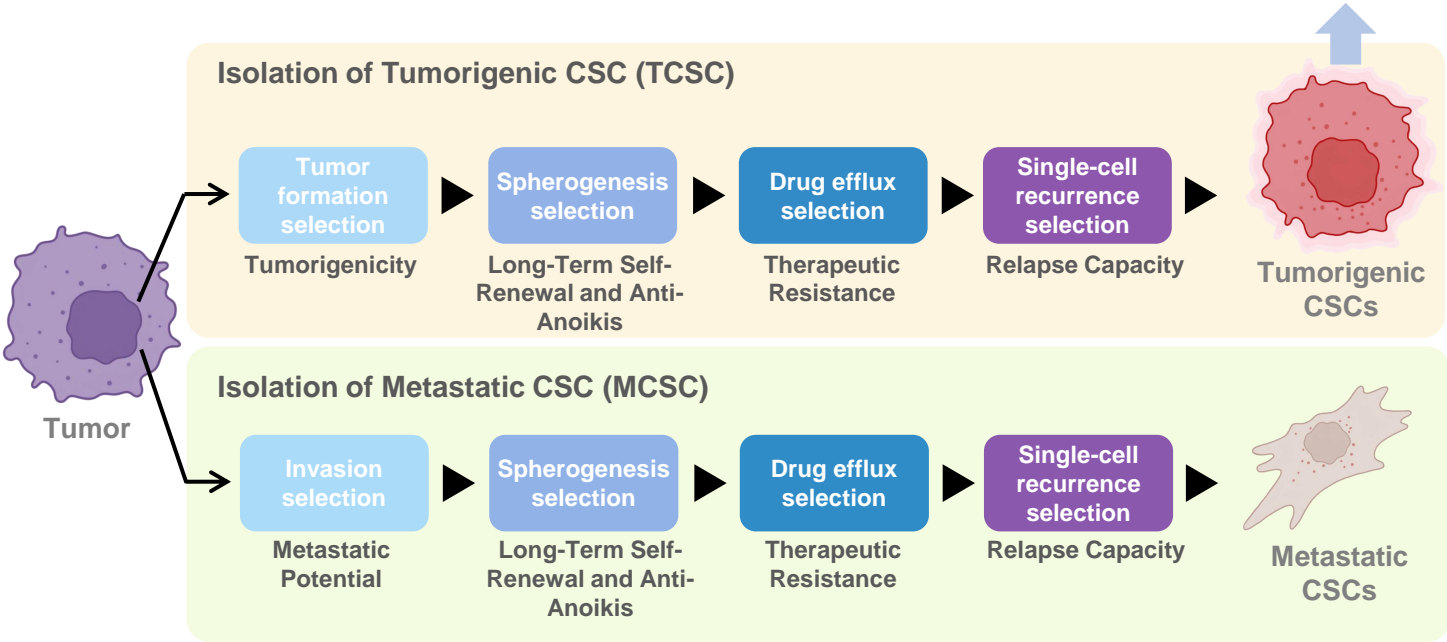 Isolation of Tumorigenic CSC (TCSC)
Tumor
formation
selection
Tumorigenicity
Spherogenesis
selection
Long-Term Self-
Renewal and Anti-
Anoikis
Drug efflux
selection
Therapeutic
Resistance
Single-cell
recurrence
selection
Relapse Capacity
Tumorigenic
CSCs
Tumor
Isolation of Metastatic CSC (MCSC)
Invasion
selection
Metastatic
Potential
Spherogenesis
selection
Long-Term Self-
Renewal and Anti-
Anoikis
Drug efflux
selection
Therapeutic
Resistance
Single-cell
recurrence
selection
Relapse Capacity
Metastatic
CSCs